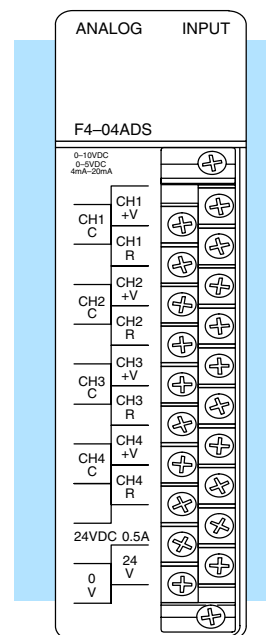 ANALOG INPUT
F4–04ADS
0–10VDC
0–5VDC
4mA–20mA
CH1
+V
CH1
C
CH1
R
CH2
+V
CH2
C
CH2
R
CH3
+V
CH3
C
CH3
R
CH4
+V
CH4
C
CH4
R
24VDC 0.5A
24
V
0
V